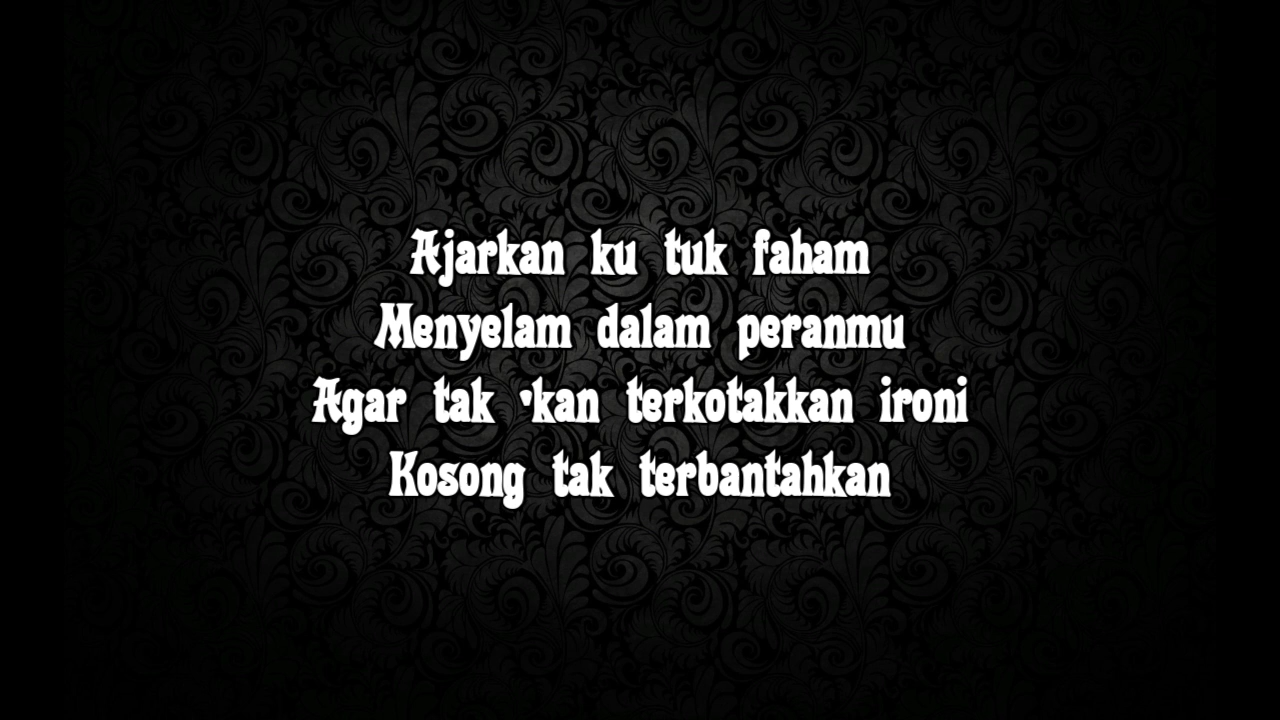 Ajarkan ku tuk faham
Menyelam dalam peranmu
Agar tak 'kan terkotakkan ironi
Kosong tak terbantahkan